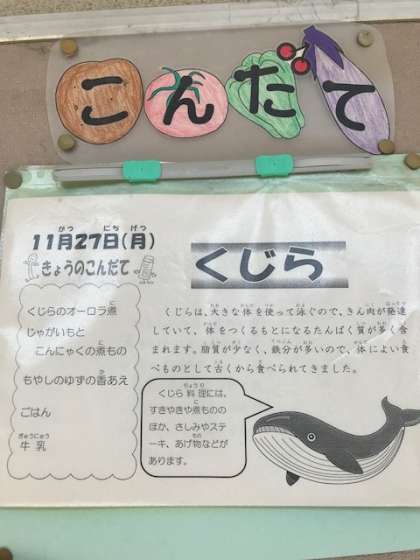 こんだて
11月27日(月)
きょうのこんだて
くじらのオーロラ煮
じゃがいもと
こんにゃくの煮もの
もやしのゆずの香あえ
ごはん
牛乳
くじら
くじらは、大きな体を使って泳ぐので、きん肉が発達
していて、体をつくるもとになるたんぱく質が多く含
まれます。脂質が少なく、鉄分が多いので、体によい食
べものとして古くから食べられてきました。
くじら料理には、
すきやきや煮ものの
ほか、さしみやステ
ーキ、あげ物などが
あります。